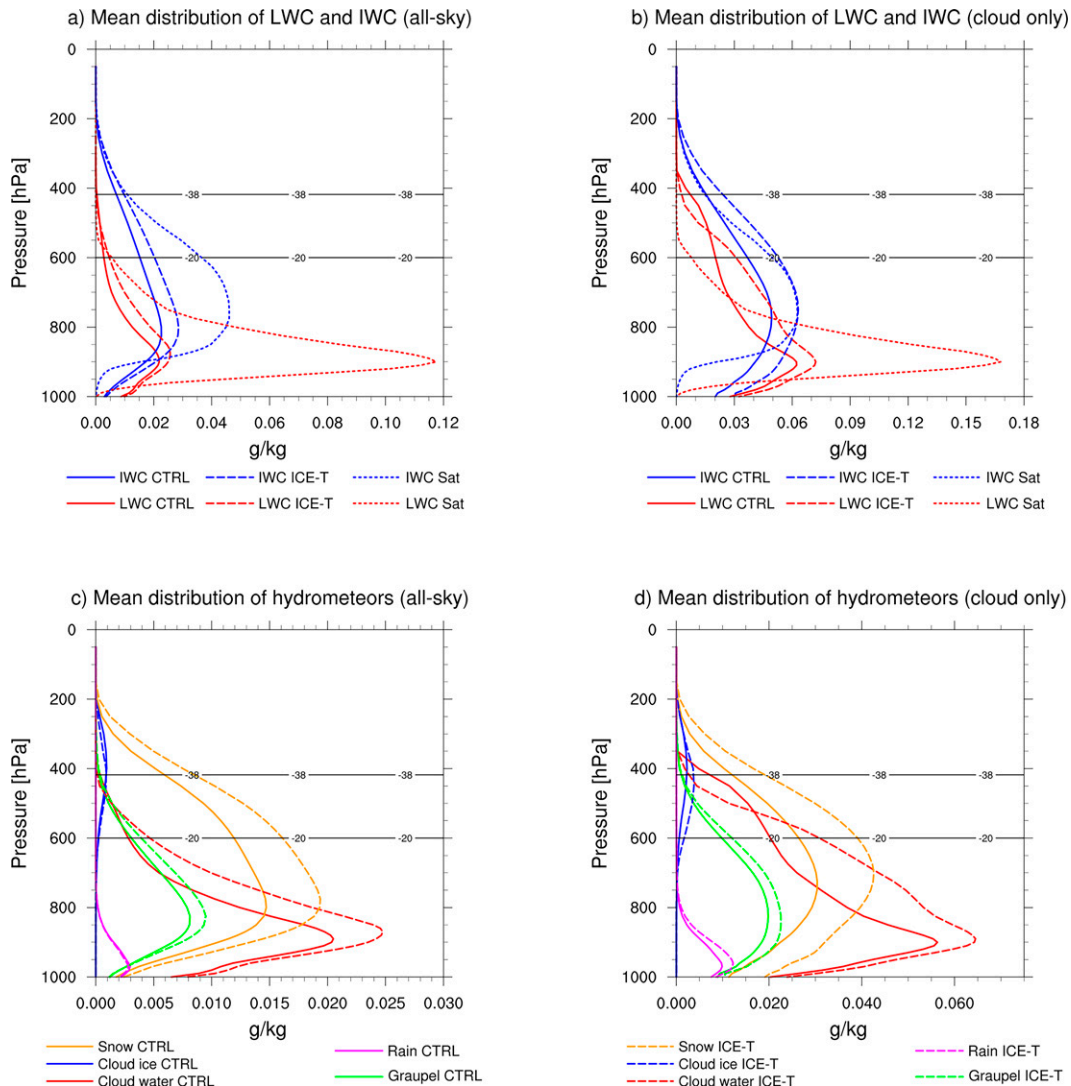 a) Mean distribution of LWC and IWC (all-sky)
0
200
400
600
800
1000
Pressure [hPa]
-38 -38 -38
-20 -20 -20
0.00 0.02 0.04 0.06 0.08 0.10 0.12
g/kg
IWC CTRL IWC ICE-T IWC Sat
LWC CTRL LWC ICE-T LWC Sat
b) Mean distribution of LWC and IWC (cloud only)
0
200
400
600
800
1000
Pressure [hPa]
-38 -38 -38
-20 -20 -20
0.00 0.03 0.06 0.09 0.12 0.15 0.18
g/kg
IWC CTRL IWC ICE-T IWC Sat
LWC CTRL LWC ICE-T LWC Sat
c) Mean distribution of hydrometeors (all-sky)
0
200
400
600
800
1000
Pressure [hPa]
-38 -38 -38
-20 -20 -20
0.000 0.005 0.010 0.015 0.020 0.025 0.030
g/kg
Snow CTRL Rain CTRL
Cloud ice CTRL
Cloud water CTRL Graupel CTRL
d) Mean distribution of hydrometeors (cloud only)
0
200
400
600
800
1000
Pressure [hPa]
-38 -38 -38
-20 -20 -20
0.000 0.020 0.040 0.060
g/kg
Snow ICE-T Rain ICE-T
Cloud ice ICE-T
Cloud water ICE-T Graupel ICE-T